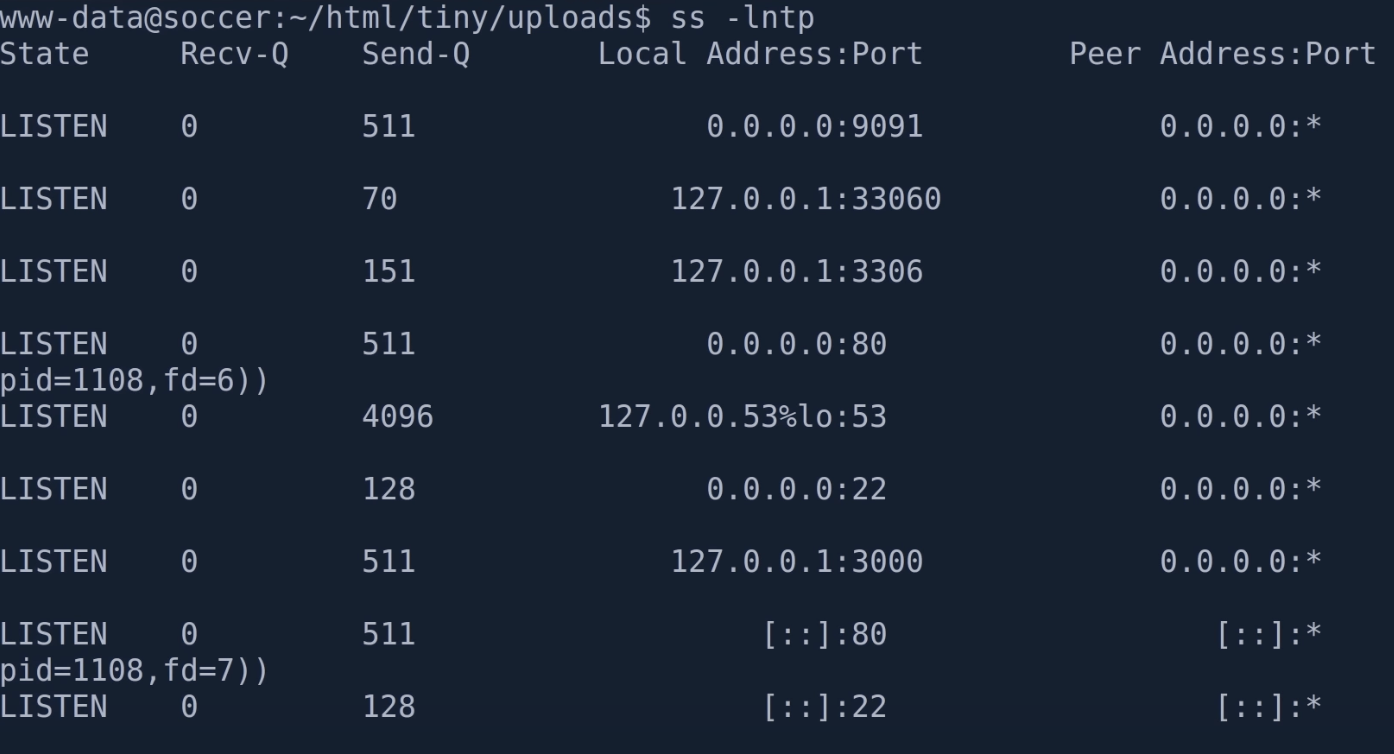 www-data@soccer:~/html/tiny/uploads$ ss -lntp
State Recv-Q Send-Q Local Address:Port Peer Address:Port
LISTEN 0 511 0.0.0.0:9091 0.0.0.0:*
LISTEN 0 70 127.0.0.1:33060 0.0.0.0:*
LISTEN 0 151 127.0.0.1:3306 0.0.0.0:*
LISTEN 0 511 0.0.0.0:80 0.0.0.0:*
pid=1108,fd=6))
LISTEN 0 4096 127.0.0.53%lo:53 0.0.0.0:*
LISTEN 0 128 0.0.0.0:22 0.0.0.0:*
LISTEN 0 511 127.0.0.1:3000 0.0.0.0:*
LISTEN 0 511 [::]:80 [::]:*
pid=1108,fd=7))
LISTEN 0 128 [::]:22 [::]:*